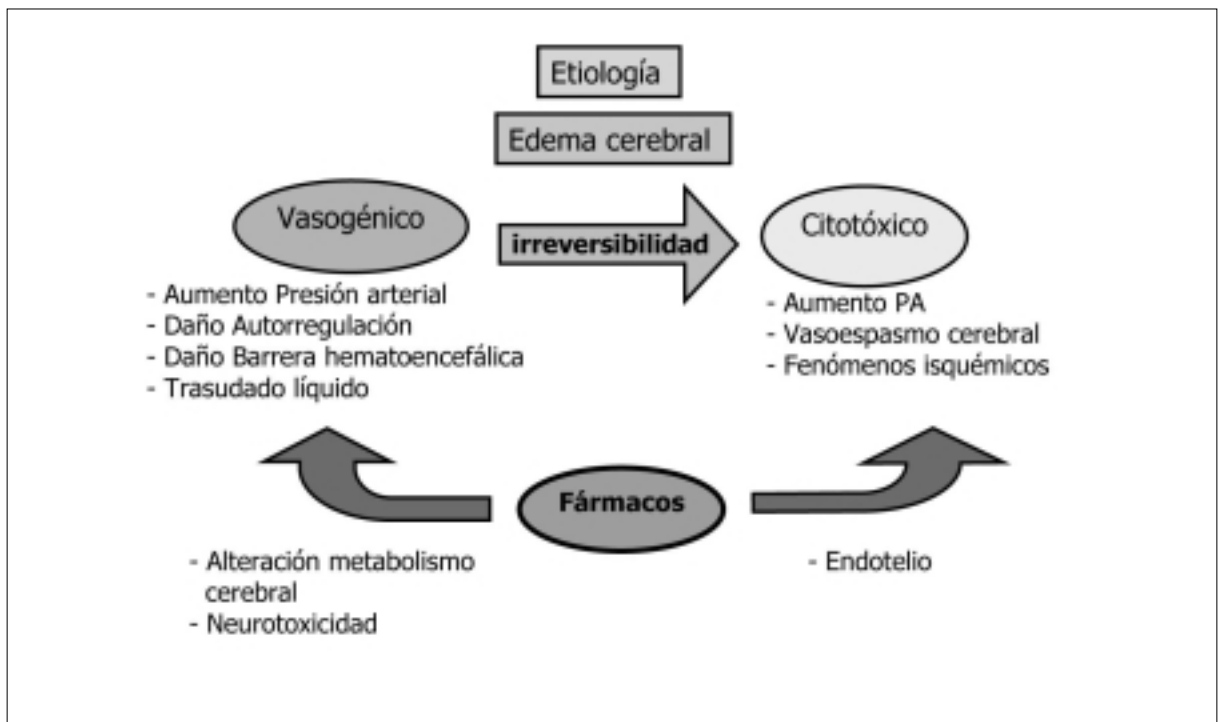 Etiología
Edema cerebral
Vasogénico
irreversibilidad
Citotóxico
- Aumento Presión arterial
- Daño Autorregulación
- Daño Barrera hematoencefálica
- Trasudado líquido
- Aumento PA
- Vasoespasmo cerebral
- Fenómenos isquémicos
Fármacos
- Alteración metabolismo
cerebral
- Neurotoxicidad
- Endotelio